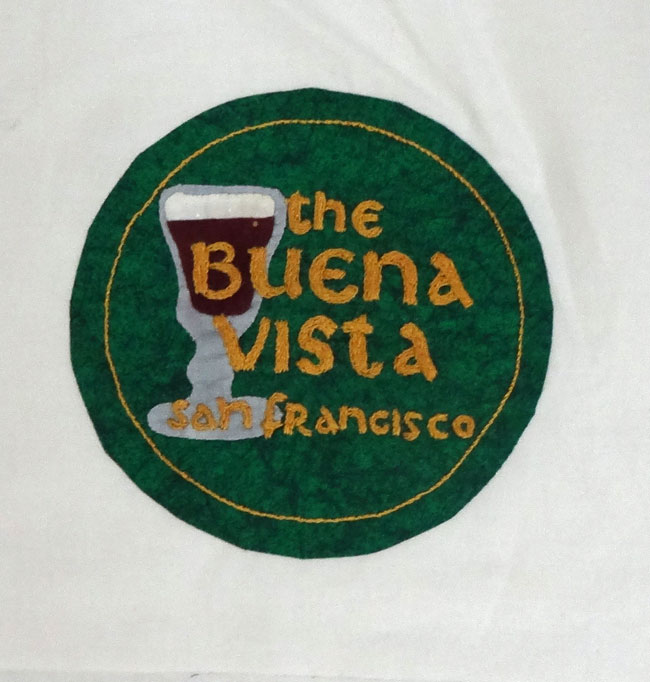 the
BUENA
VISta
San fRANCISCO